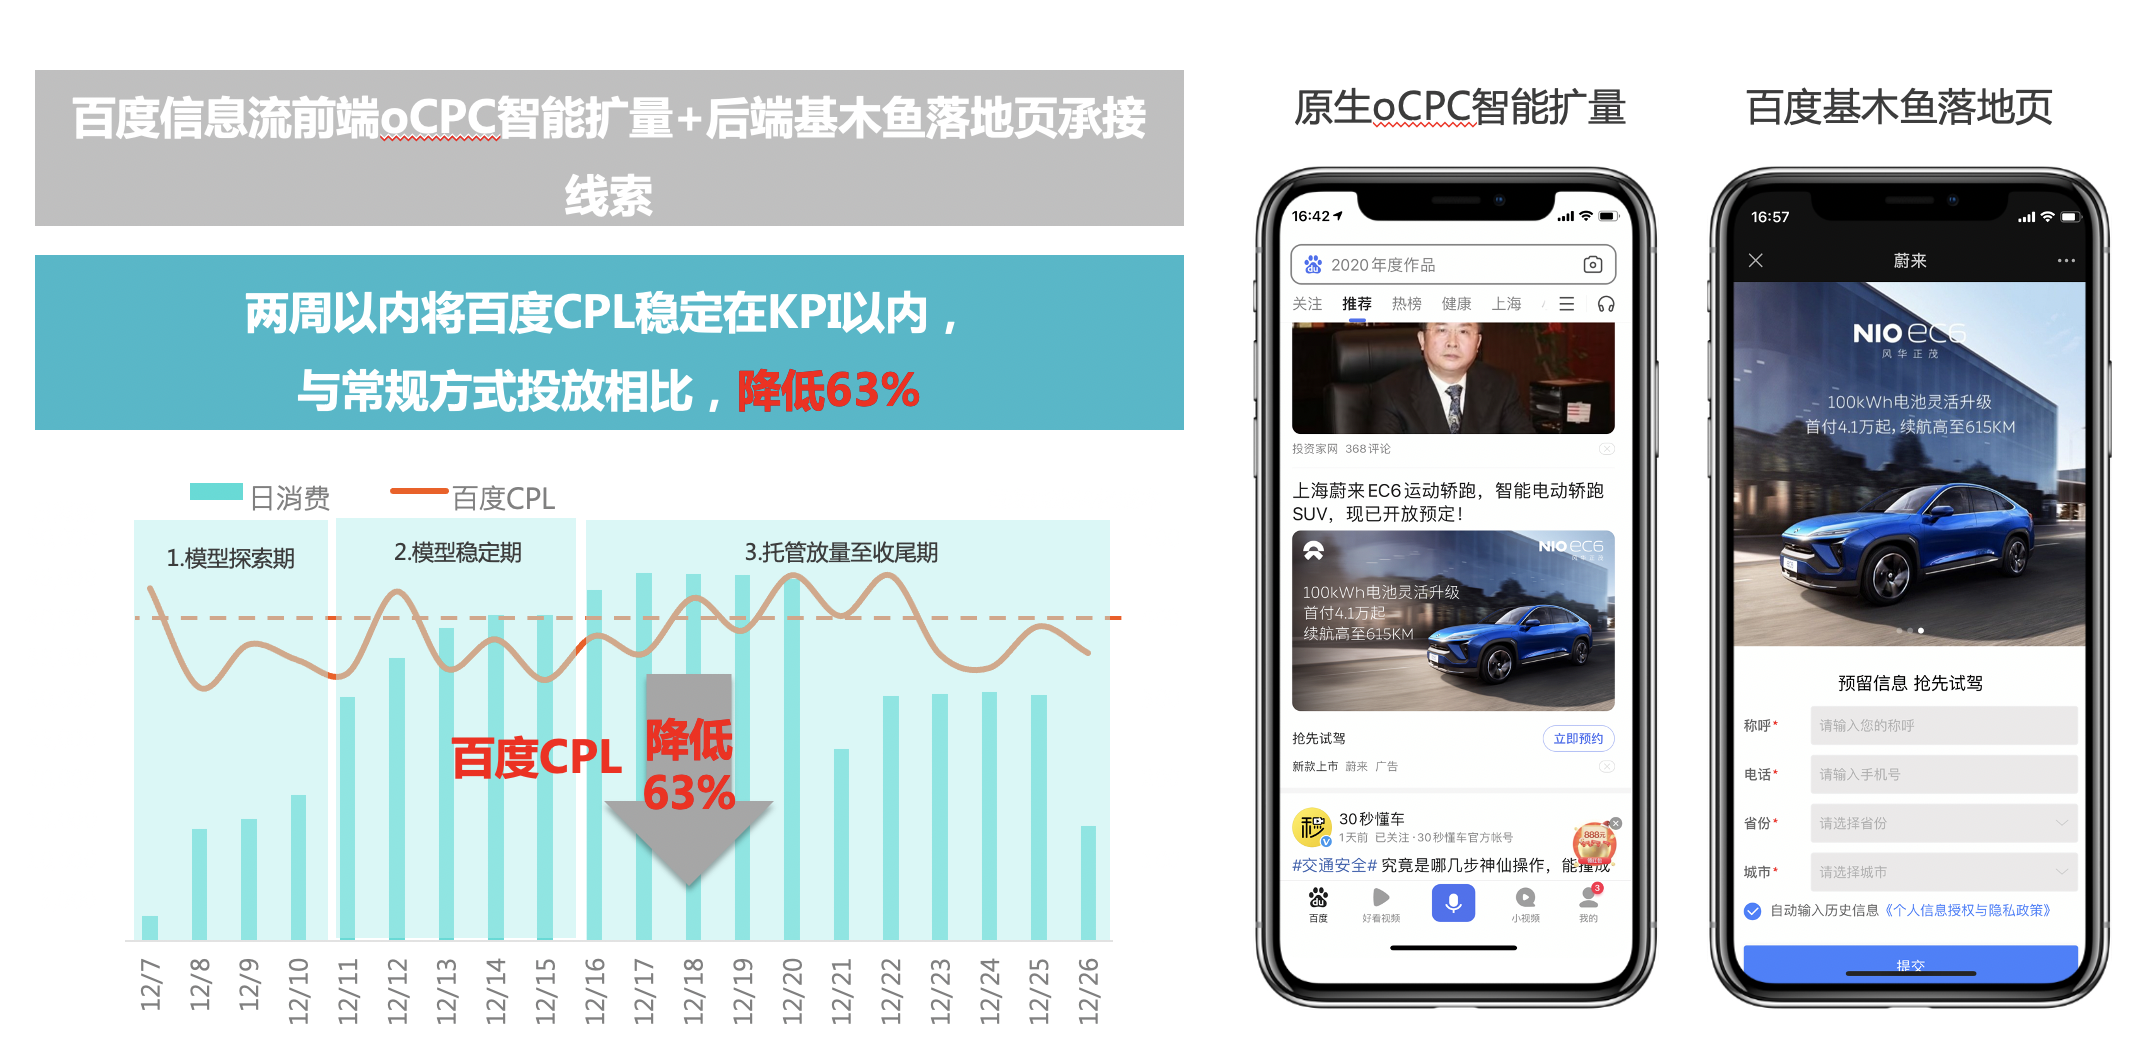 百度信息流前端oCPC智能扩量+后端基木鱼落地页承接
线索
两周以内将百度CPL稳定在KPI以内，
与常规方式投放相比，降低63%
日消费
百度CPL
1.模型探索期
2.模型稳定期
3.托管放量至收尾期
百度CPL
降低
63%
12/7
12/8
12/9
12/10
12/11
12/12
12/13
12/14
12/15
12/16
12/17
12/18
12/19
12/20
12/21
12/22
12/23
12/24
12/25
12/26
原生oCPC智能扩量
16:42
du 2020年度作品
关注 推荐 热榜 健康 上海
投资家网 368评论
上海蔚来EC6运动轿跑，智能电动轿跑
SUV，现已开放预定！
NIO EC6
风华正茂
100kWh电池灵活升级
首付4.1万起
续航高至615KM
抢先试驾
立即预约
新款上市 蔚来 广告
秒
30秒懂车
1天前 已关注·30秒懂车官方帐号
888元
#交通安全# 究竟是哪几步神仙操作，能撞成
du
3
百度 好看视频 小视频 我的
百度基木鱼落地页
16:57
蔚来
NIO EC6
风华正茂
100kWh电池灵活升级
首付4.1万起，续航高至615KM
预留信息 抢先试驾
称呼* 请输入您的称呼
电话* 请输入手机号
省份* 请选择省份
城市* 请选择城市
自动输入历史信息《个人信息授权与隐私政策》
提交